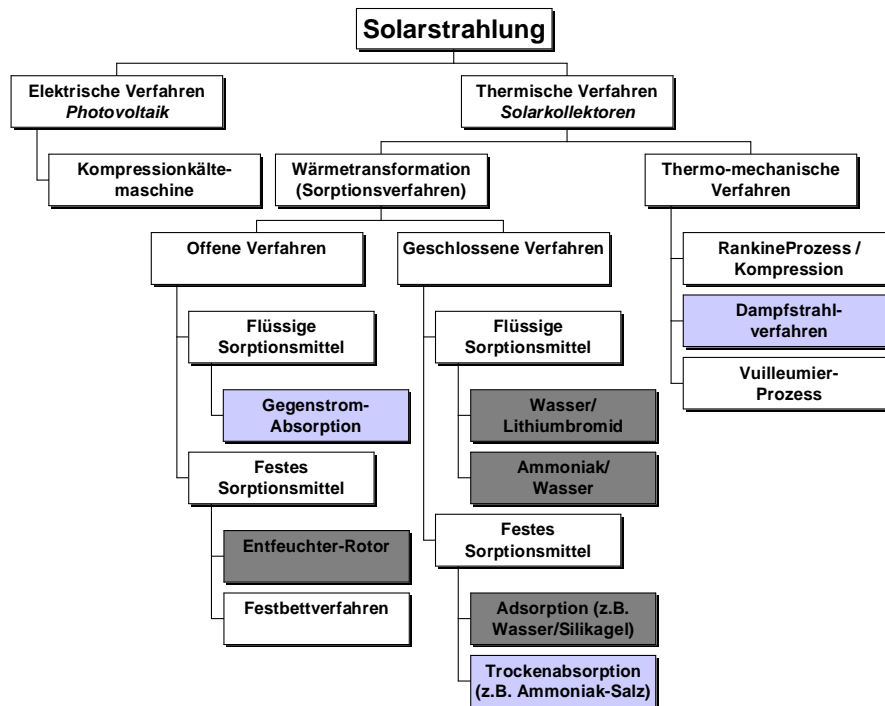 Solarstrahlung
Elektrische Verfahren
Photovoltaik
Thermische Verfahren
Solarkollektoren
Kompressionkälte-
maschine
Wärmetransformation
(Sorptionsverfahren)
Thermo-mechanische
Verfahren
Offene Verfahren
Geschlossene Verfahren
RankineProzess /
Kompression
Dampfstrahl-
verfahren
Vuilleumier-
Prozess
Flüssige
Sorptionsmittel
Gegenstrom-
Absorption
Festes
Sorptionsmittel
Entfeuchter-Rotor
Festbettverfahren
Flüssige
Sorptionsmittel
Wasser/
Lithiumbromid
Ammoniak/
Wasser
Festes
Sorptionsmittel
Adsorption (z.B.
Wasser/Silikagel)
Trockenabsorption
(z.B. Ammoniak-Salz)